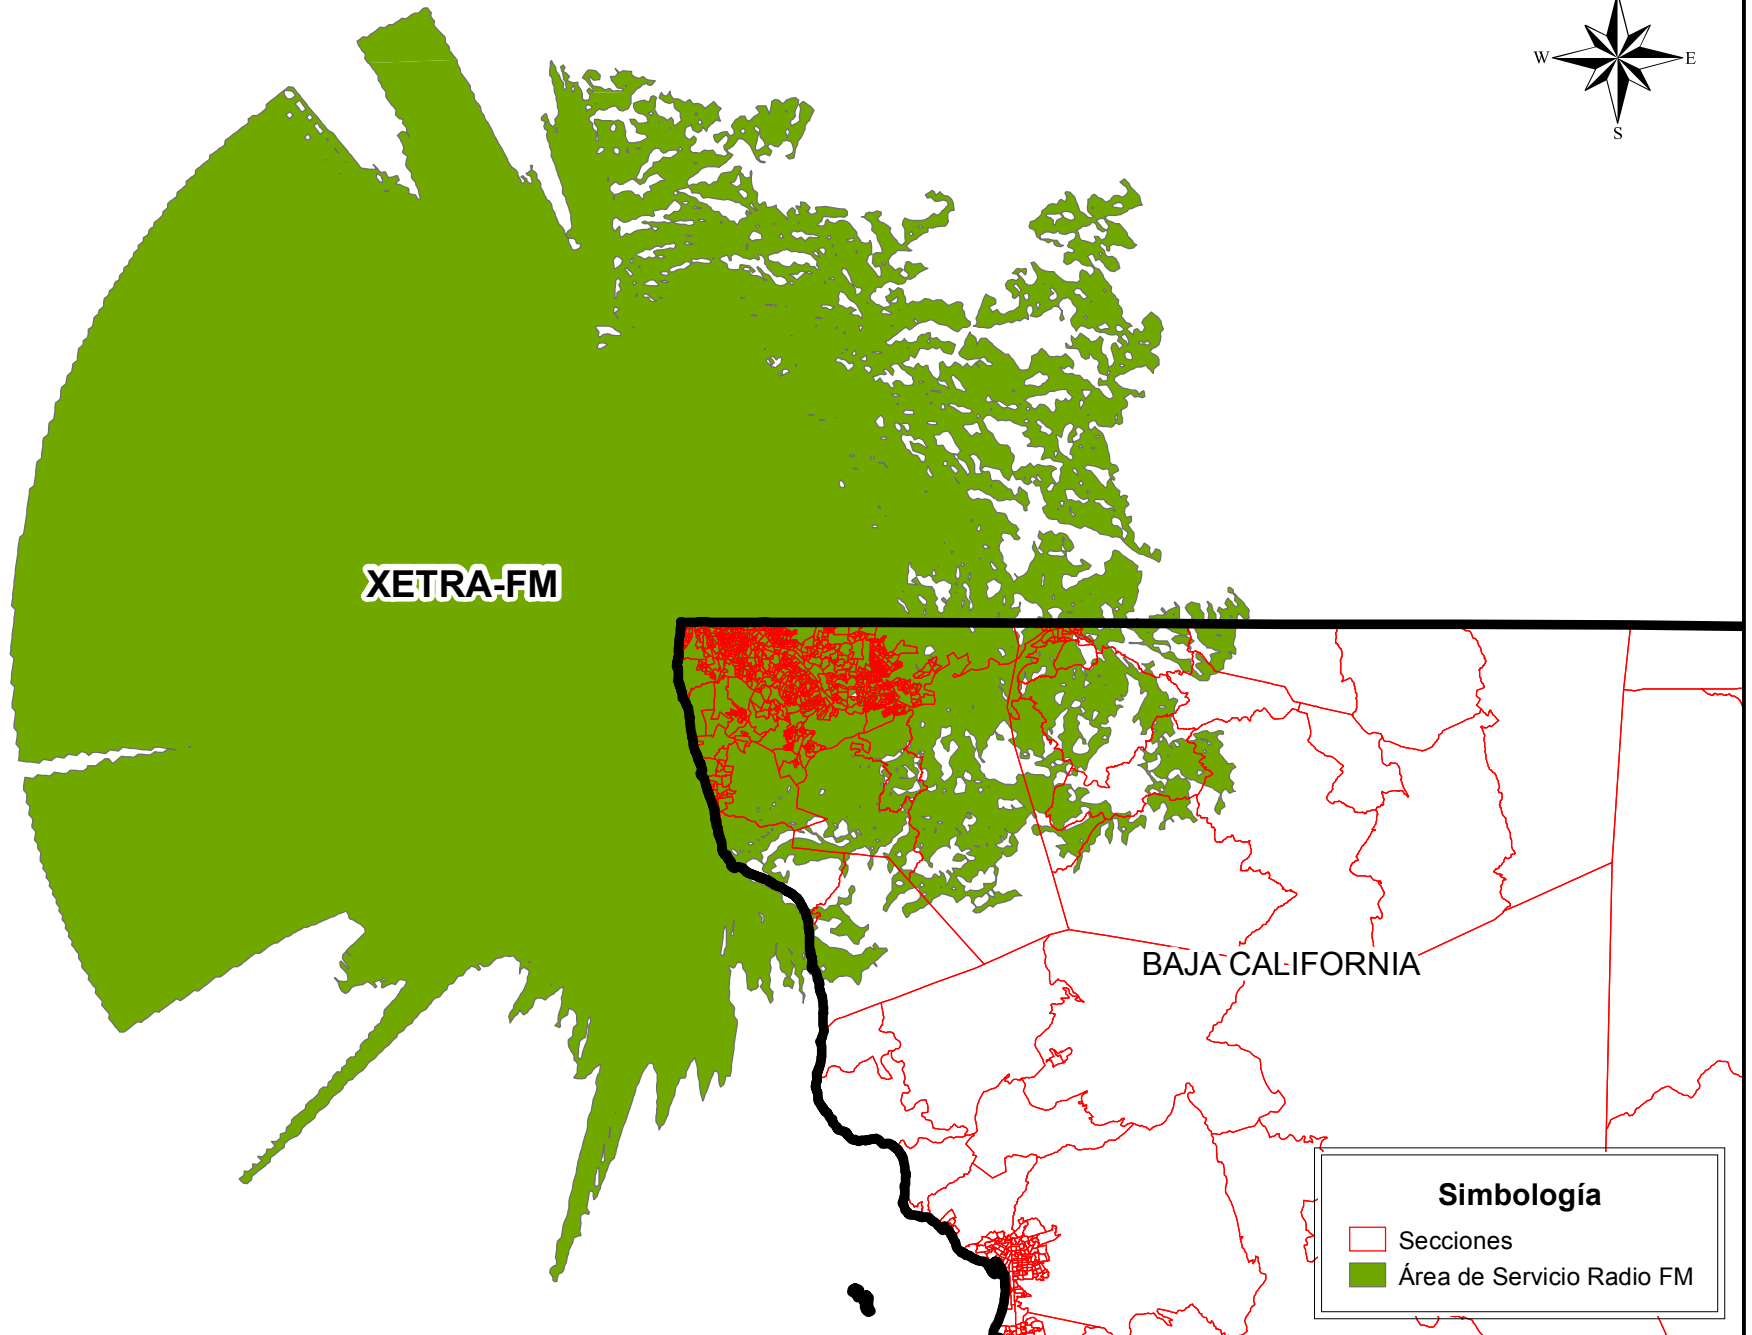 W E
S
XETRA-FM
BAJA CALIFORNIA
Simbología
Secciones
Área de Servicio Radio FM